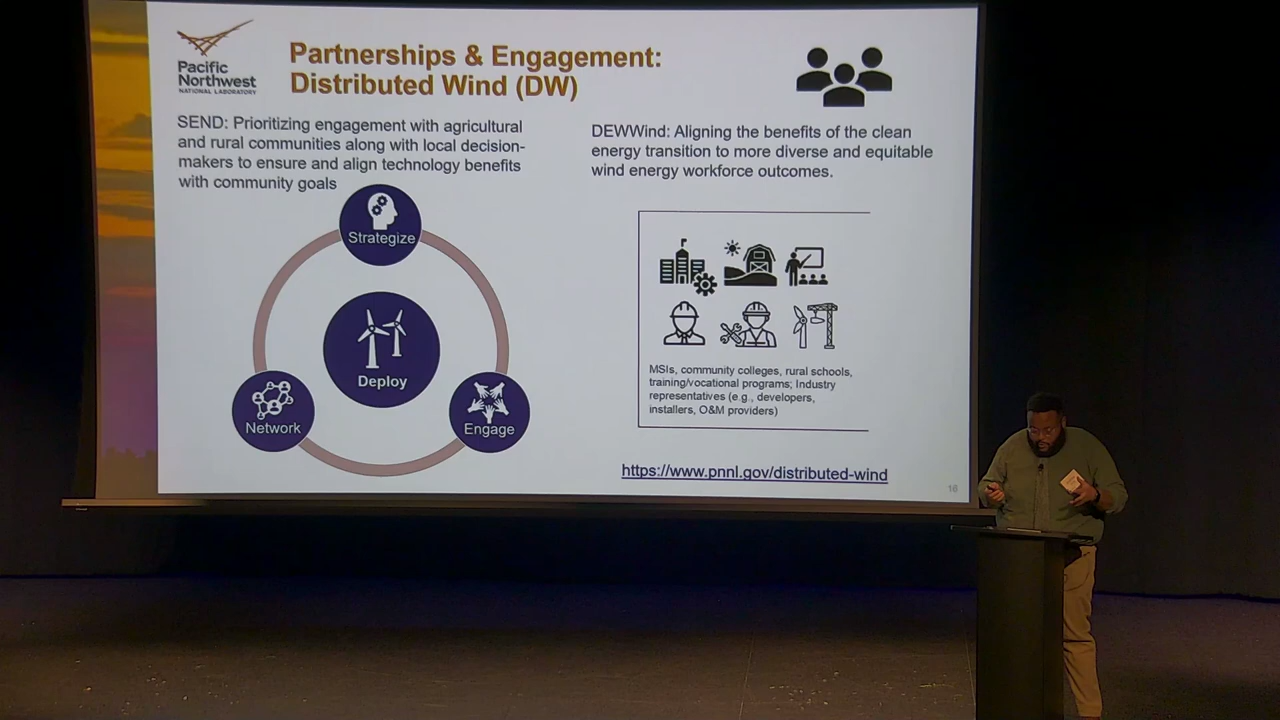 Pacific
Northwest
NATIONAL LABORATORY
Partnerships & Engagement:
Distributed Wind (DW)
SEND: Prioritizing engagement with agricultural
and rural communities along with local decision-
makers to ensure and align technology benefits
with community goals
Strategize
Deploy
Network
Engage
DEWWind: Aligning the benefits of the clean
energy transition to more diverse and equitable
wind energy workforce outcomes.
MSIs, community colleges, rural schools,
training/vocational programs; Industry
representatives (e.g., developers,
installers, O&M providers)
https://www.pnnl.gov/distributed-wind
16